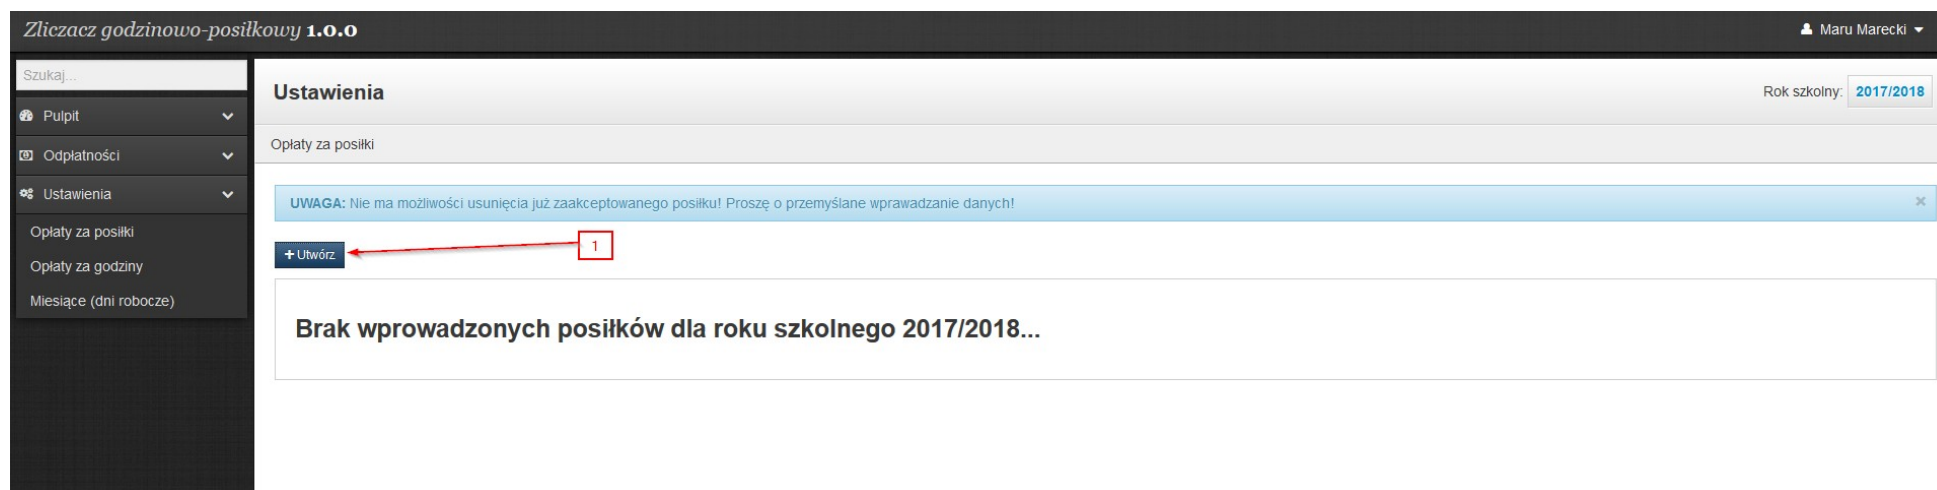 Zliczacz godzinowo-posiłkowy 1.0.0
Maru Marecki
Szukaj...
Pulpit
Odpłatności
Ustawienia
Opłaty za posiłki
Opłaty za godziny
Miesiące (dni robocze)
Ustawienia
Rok szkolny: 2017/2018
Opłaty za posiłki
UWAGA: Nie ma możliwości usunięcia już zaakceptowanego posiłku! Proszę o przemyślane wprawadzanie danych!
×
+ Utwórz
1
Brak wprowadzonych posiłków dla roku szkolnego 2017/2018...